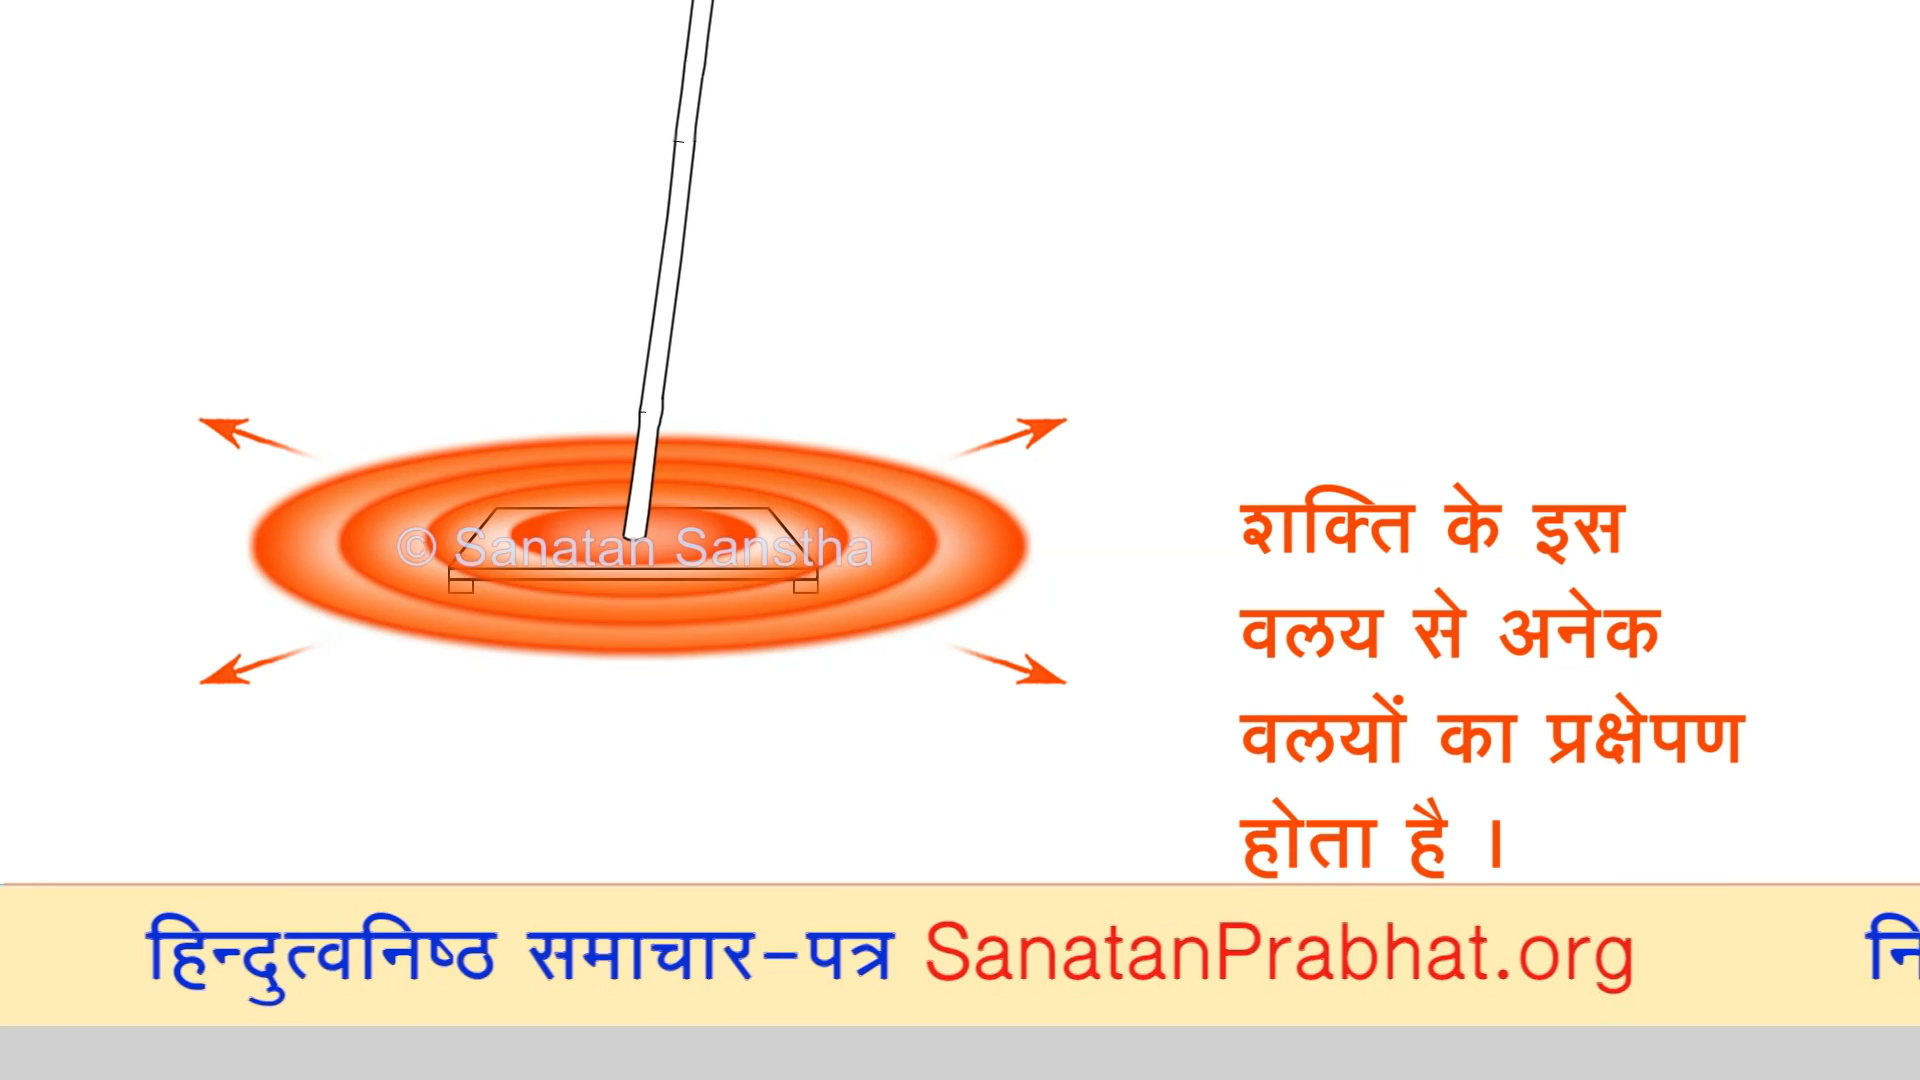 © Sanatan Sanstha
शक्ति के इस
वलय से अनेक
वलयों का प्रक्षेपण
होता है ।
हिन्दुत्वनिष्ठ समाचार-पत्र SanatanPrabhat.org